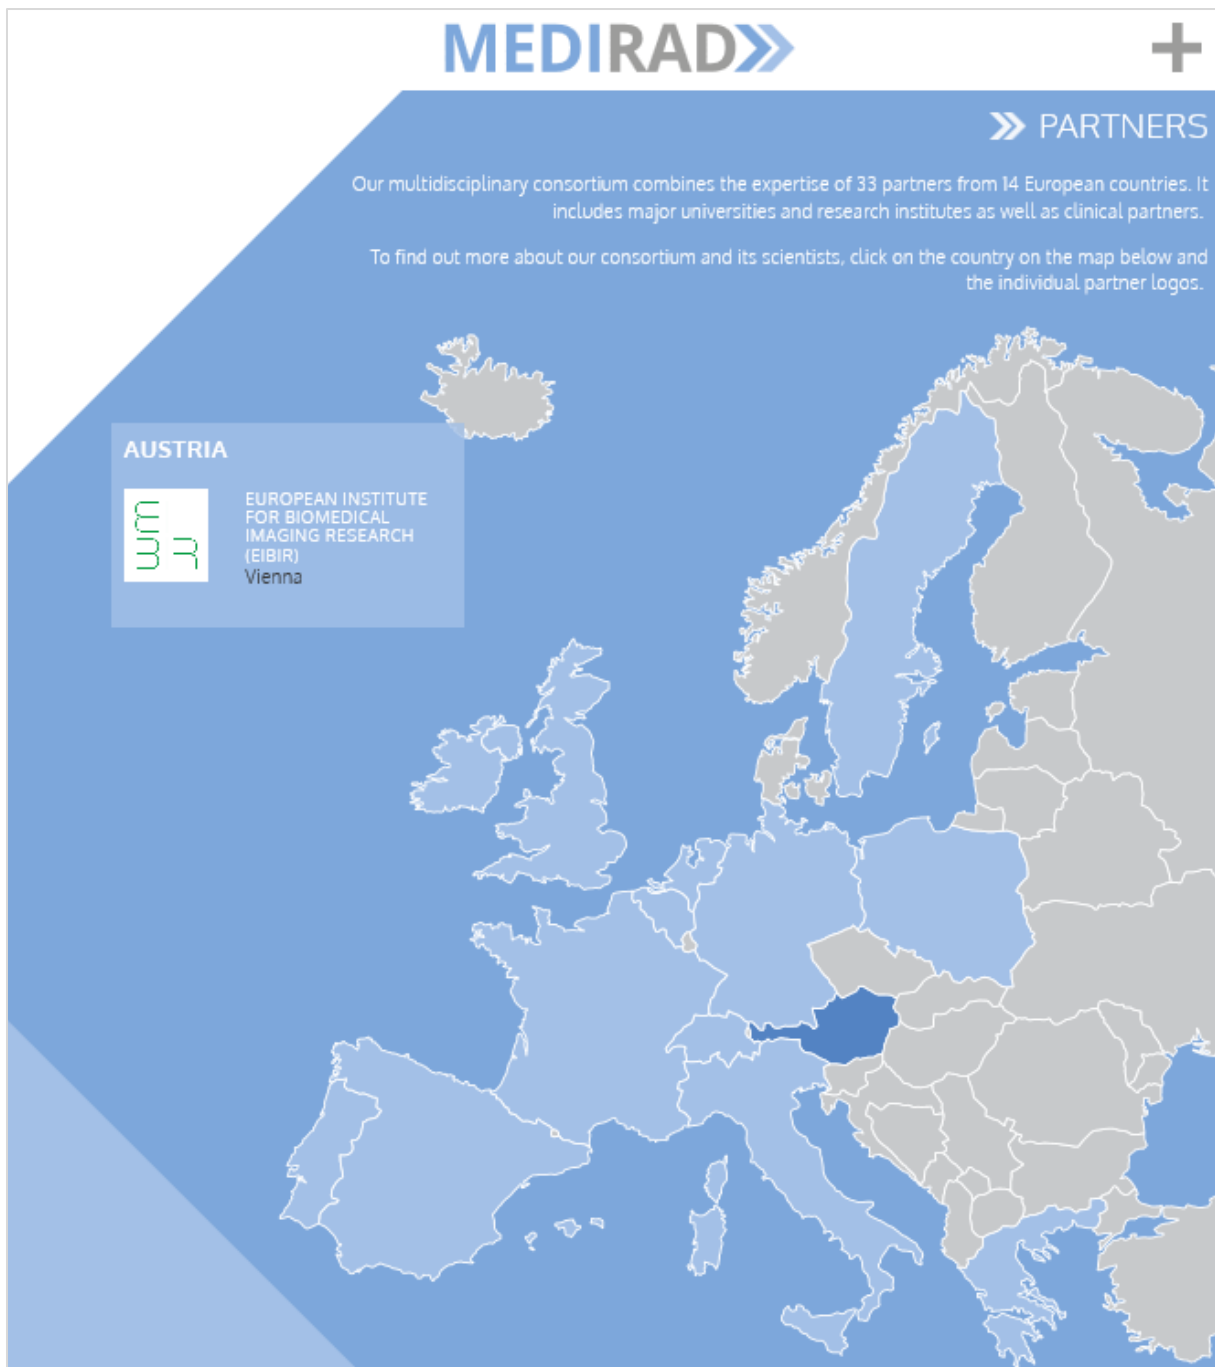 MEDIRAD
PARTNERS
Our multidisciplinary consortium combines the expertise of 33 partners from 14 European countries. It
includes major universities and research institutes as well as clinical partners.
To find out more about our consortium and its scientists, click on the country on the map below and
the individual partner logos.
AUSTRIA
EUROPEAN INSTITUTE
FOR BIOMEDICAL
IMAGING RESEARCH
(EIBIR)
Vienna